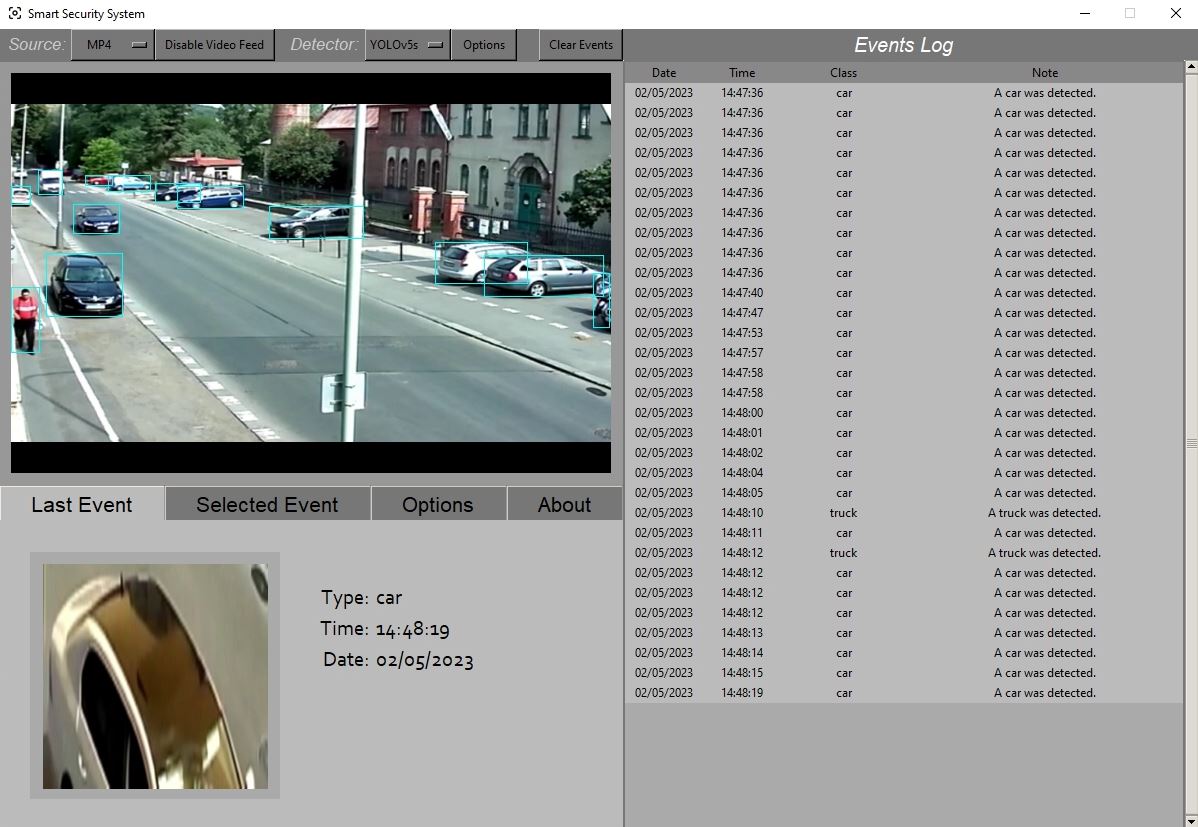 Smart Security System
Source: MP4 Disable Video Feed Detector: YOLOv5s Options Clear Events
Last Event Selected Event Options About
Type: car
Time: 14:48:19
Date: 02/05/2023
Events Log
Date Time Class Note
02/05/2023 14:47:36 car A car was detected.
02/05/2023 14:47:36 car A car was detected.
02/05/2023 14:47:36 car A car was detected.
02/05/2023 14:47:36 car A car was detected.
02/05/2023 14:47:36 car A car was detected.
02/05/2023 14:47:36 car A car was detected.
02/05/2023 14:47:36 car A car was detected.
02/05/2023 14:47:36 car A car was detected.
02/05/2023 14:47:36 car A car was detected.
02/05/2023 14:47:36 car A car was detected.
02/05/2023 14:47:40 car A car was detected.
02/05/2023 14:47:47 car A car was detected.
02/05/2023 14:47:53 car A car was detected.
02/05/2023 14:47:57 car A car was detected.
02/05/2023 14:47:58 car A car was detected.
02/05/2023 14:47:58 car A car was detected.
02/05/2023 14:48:00 car A car was detected.
02/05/2023 14:48:01 car A car was detected.
02/05/2023 14:48:02 car A car was detected.
02/05/2023 14:48:04 car A car was detected.
02/05/2023 14:48:05 car A car was detected.
02/05/2023 14:48:10 truck A truck was detected.
02/05/2023 14:48:11 car A car was detected.
02/05/2023 14:48:12 truck A truck was detected.
02/05/2023 14:48:12 car A car was detected.
02/05/2023 14:48:12 car A car was detected.
02/05/2023 14:48:12 car A car was detected.
02/05/2023 14:48:13 car A car was detected.
02/05/2023 14:48:14 car A car was detected.
02/05/2023 14:48:15 car A car was detected.
02/05/2023 14:48:19 car A car was detected.